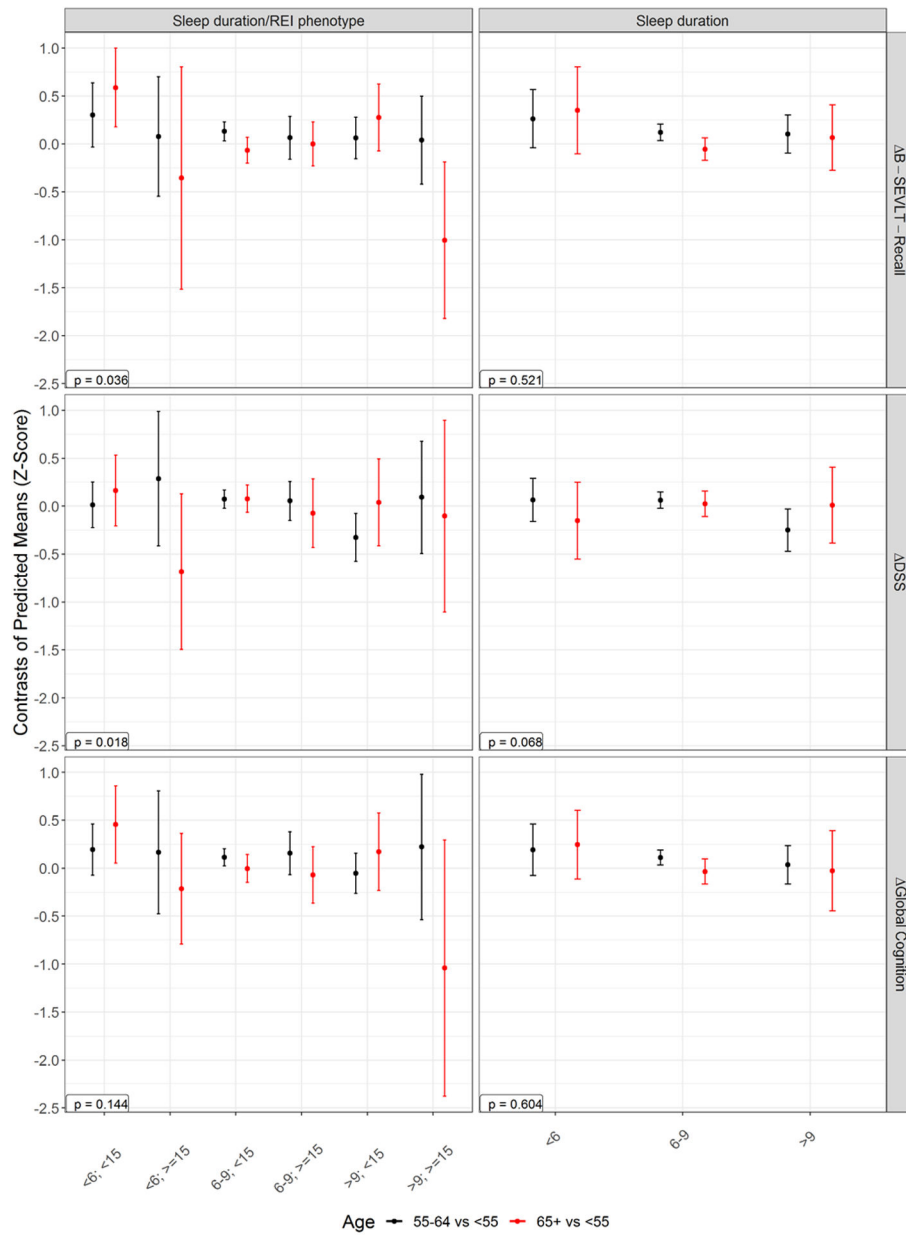 Sleep duration/REI phenotype
Sleep duration
Contrasts of Predicted Means (Z-Score)
1.0
0.5
0.0
-0.5
-1.0
-1.5
-2.0
-2.5
p = 0.036
p = 0.521
ΔB – SEVLT – Recall
1.0
0.5
0.0
-0.5
-1.0
-1.5
-2.0
-2.5
p = 0.018
p = 0.068
ΔDSS
1.0
0.5
0.0
-0.5
-1.0
-1.5
-2.0
-2.5
p = 0.144
p = 0.604
ΔGlobal Cognition
<6; <15
<6; >=15
6-9; <15
6-9; >=15
>9; <15
>9; >=15
<6
6-9
>9
Age 55-64 vs <55 65+ vs <55